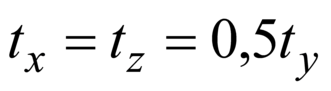 t_x = t_z = 0,5t_y